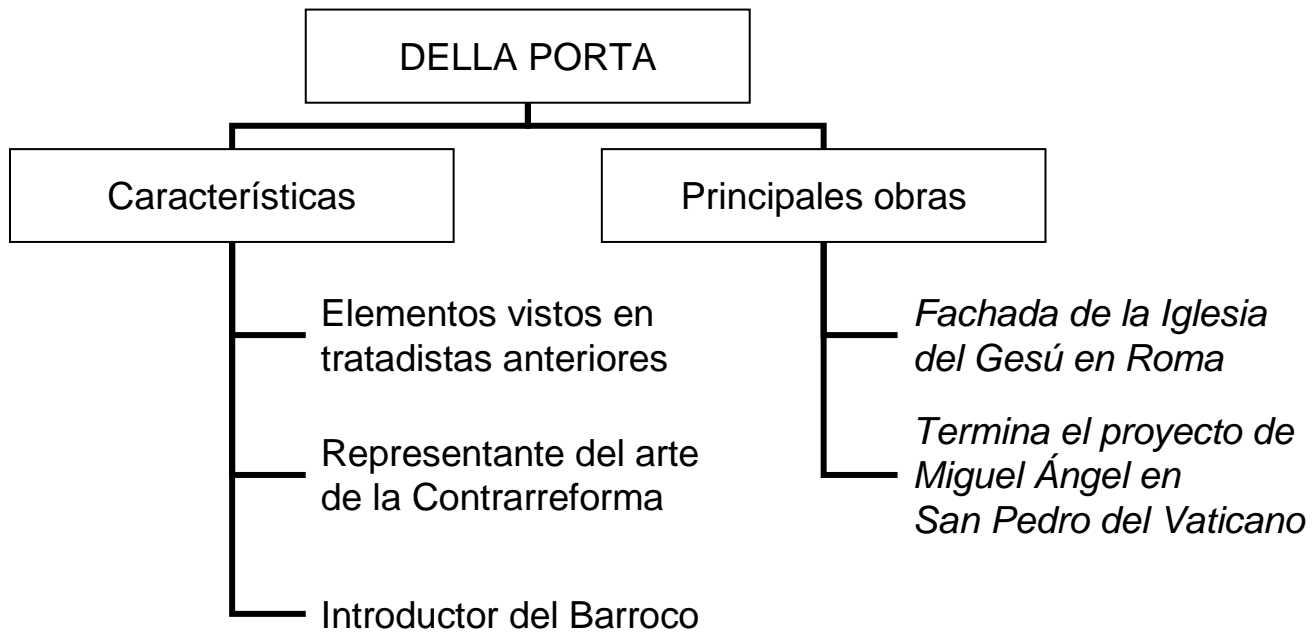 DELLA PORTA
Características
Principales obras
Elementos vistos en
tratadistas anteriores
Representante del arte
de la Contrarreforma
Introductor del Barroco
Fachada de la Iglesia
del Gesú en Roma
Termina el proyecto de
Miguel Ángel en
San Pedro del Vaticano